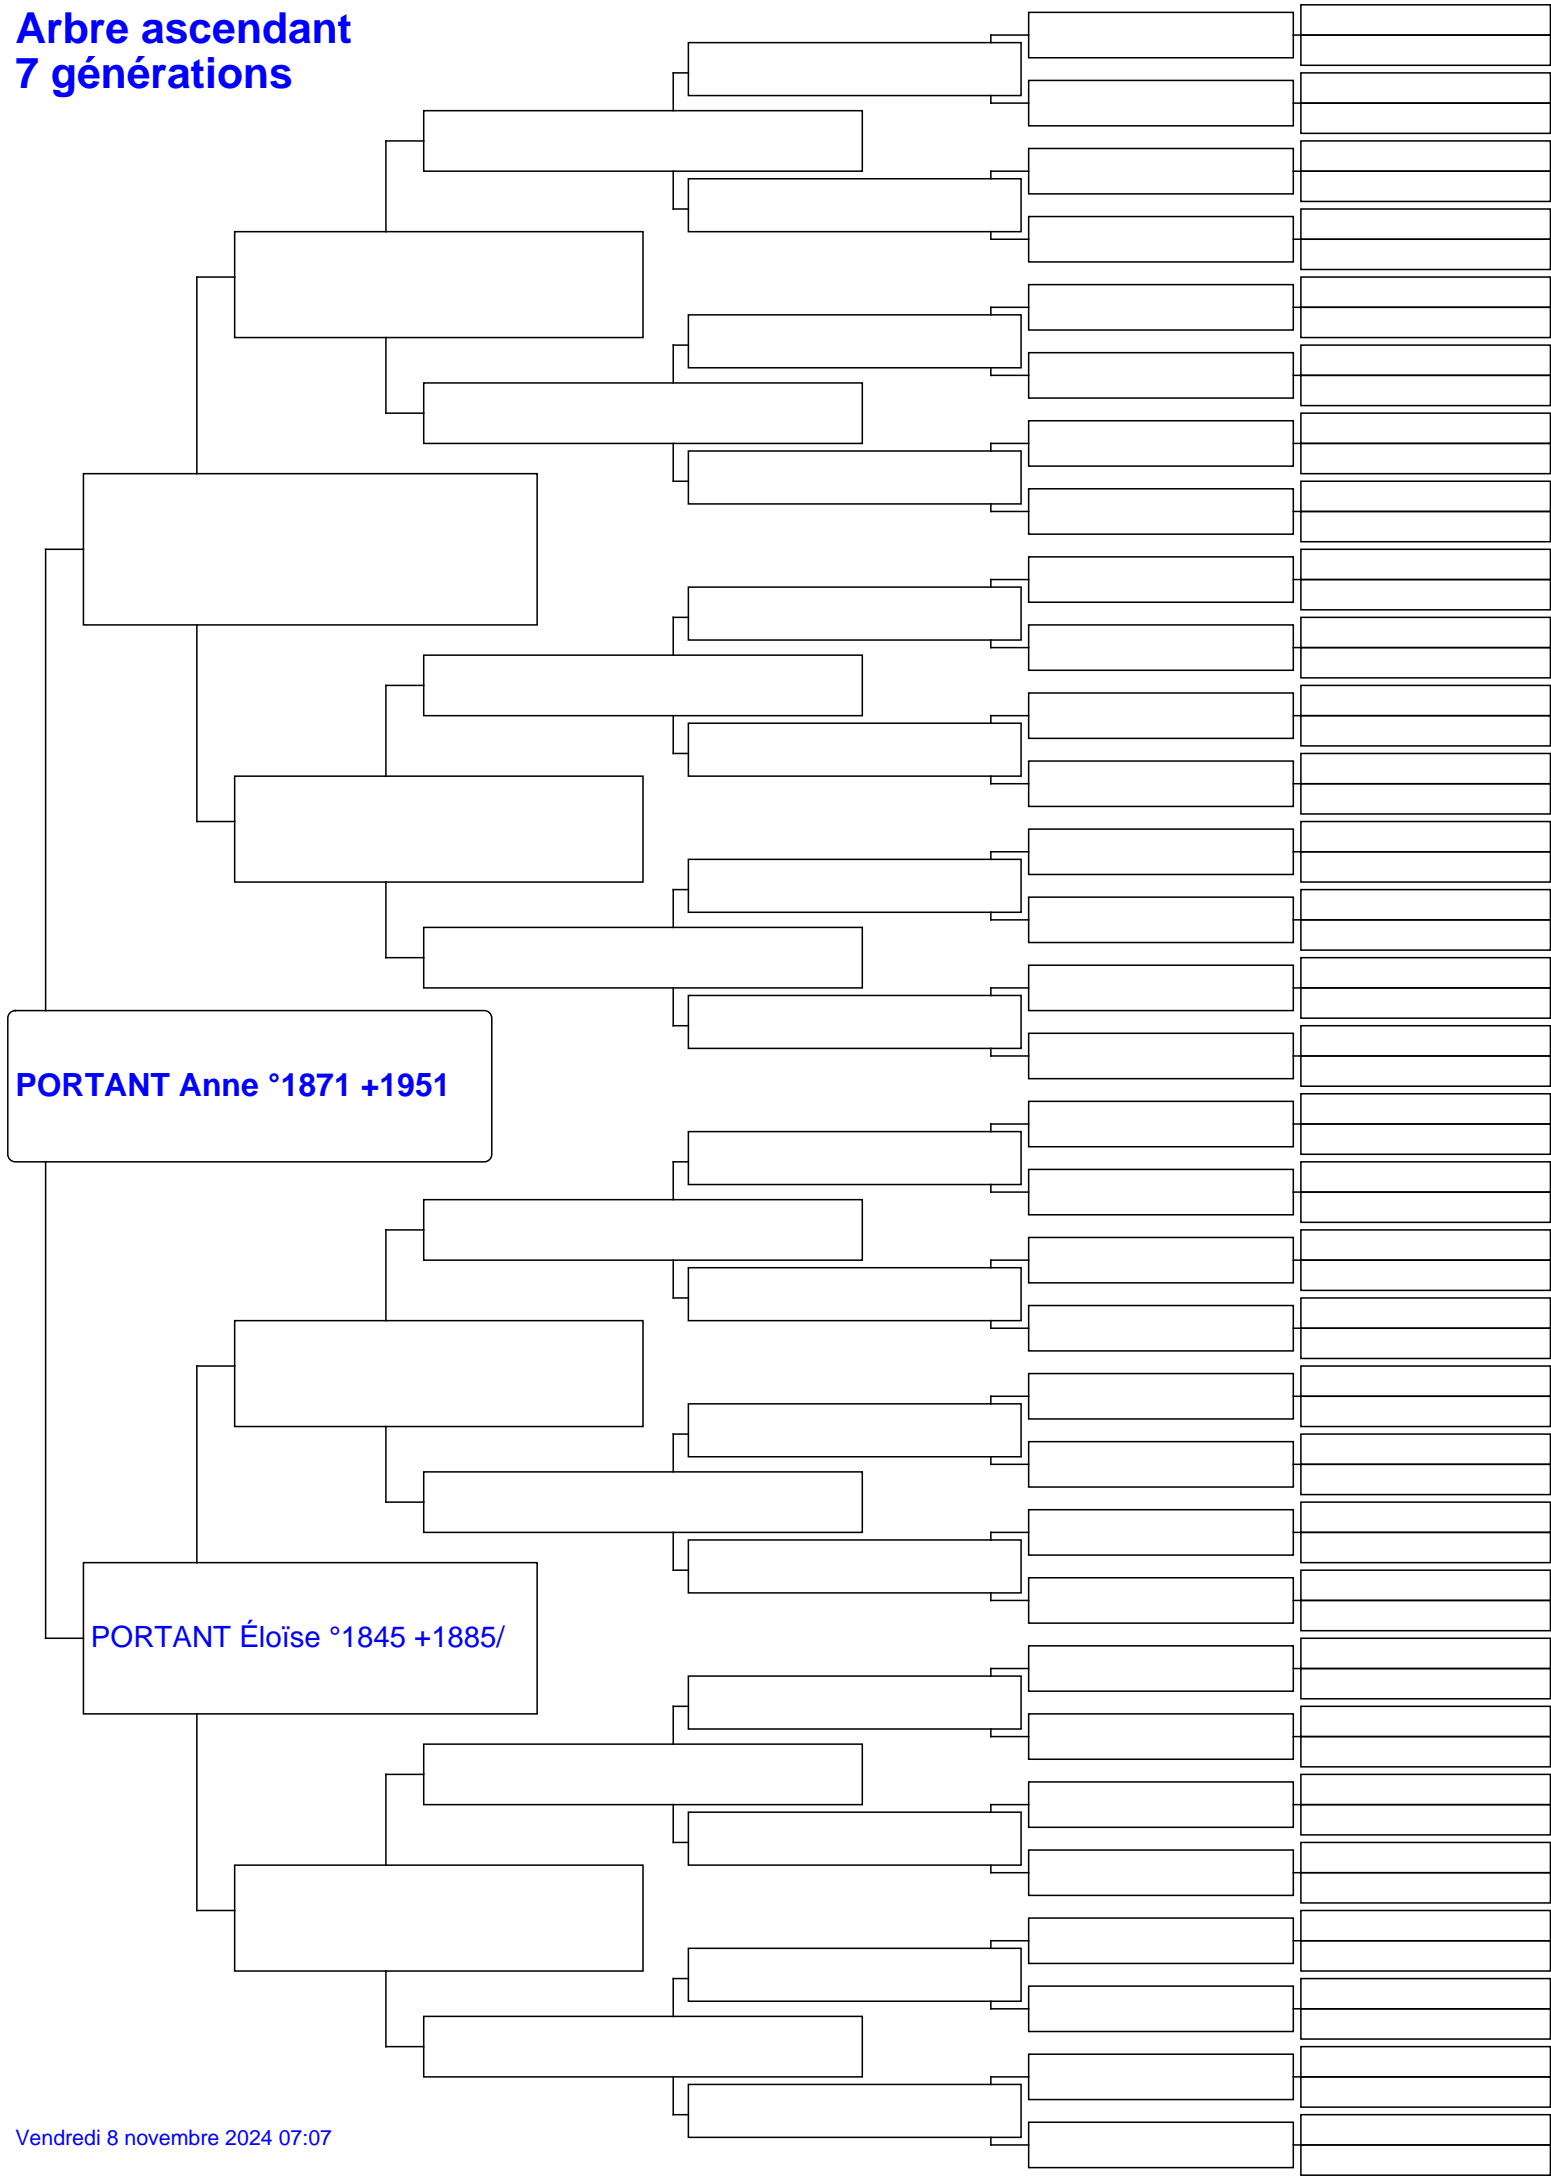 Arbre ascendant
7 générations
PORTANT Anne °1871 +1951
PORTANT Éloïse °1845 +1885/
Vendredi 8 novembre 2024 07:07